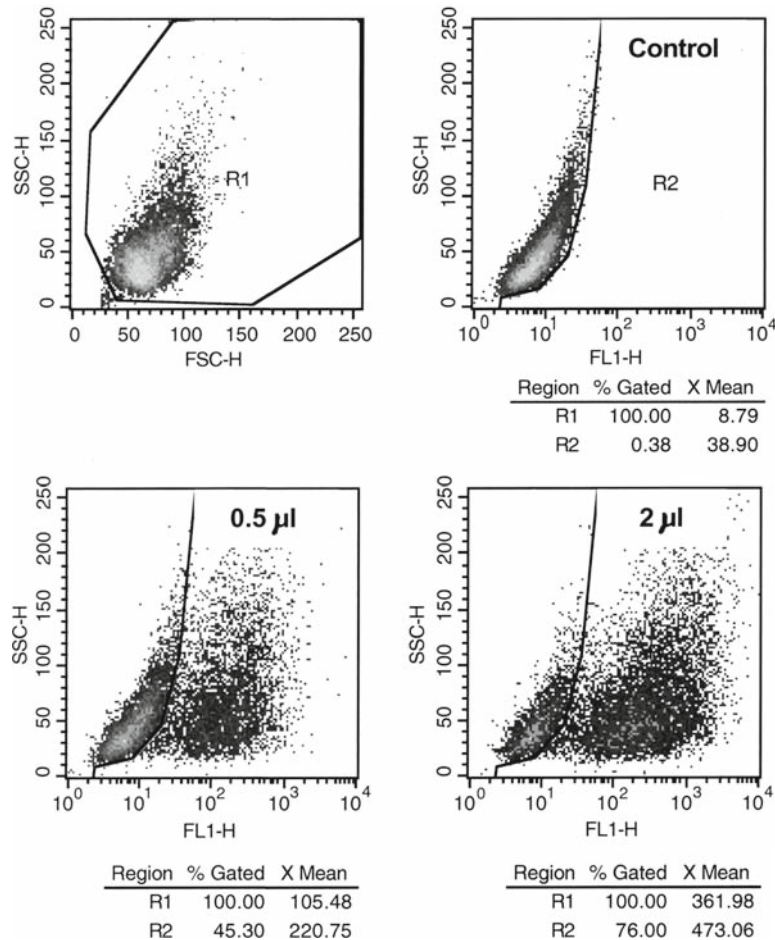 250
200
150
100
50
0
SSC-H
R1
0 50 100 150 200 250
FSC-H
Control
250
200
150
100
50
0
SSC-H
R2
10⁰ 10¹ 10² 10³ 10⁴
FL1-H
Region % Gated X Mean
R1 100.00 8.79
R2 0.38 38.90
0.5 µl
250
200
150
100
50
0
SSC-H
10⁰ 10¹ 10² 10³ 10⁴
FL1-H
Region % Gated X Mean
R1 100.00 105.48
R2 45.30 220.75
2 µl
250
200
150
100
50
0
SSC-H
10⁰ 10¹ 10² 10³ 10⁴
FL1-H
Region % Gated X Mean
R1 100.00 361.98
R2 76.00 473.06